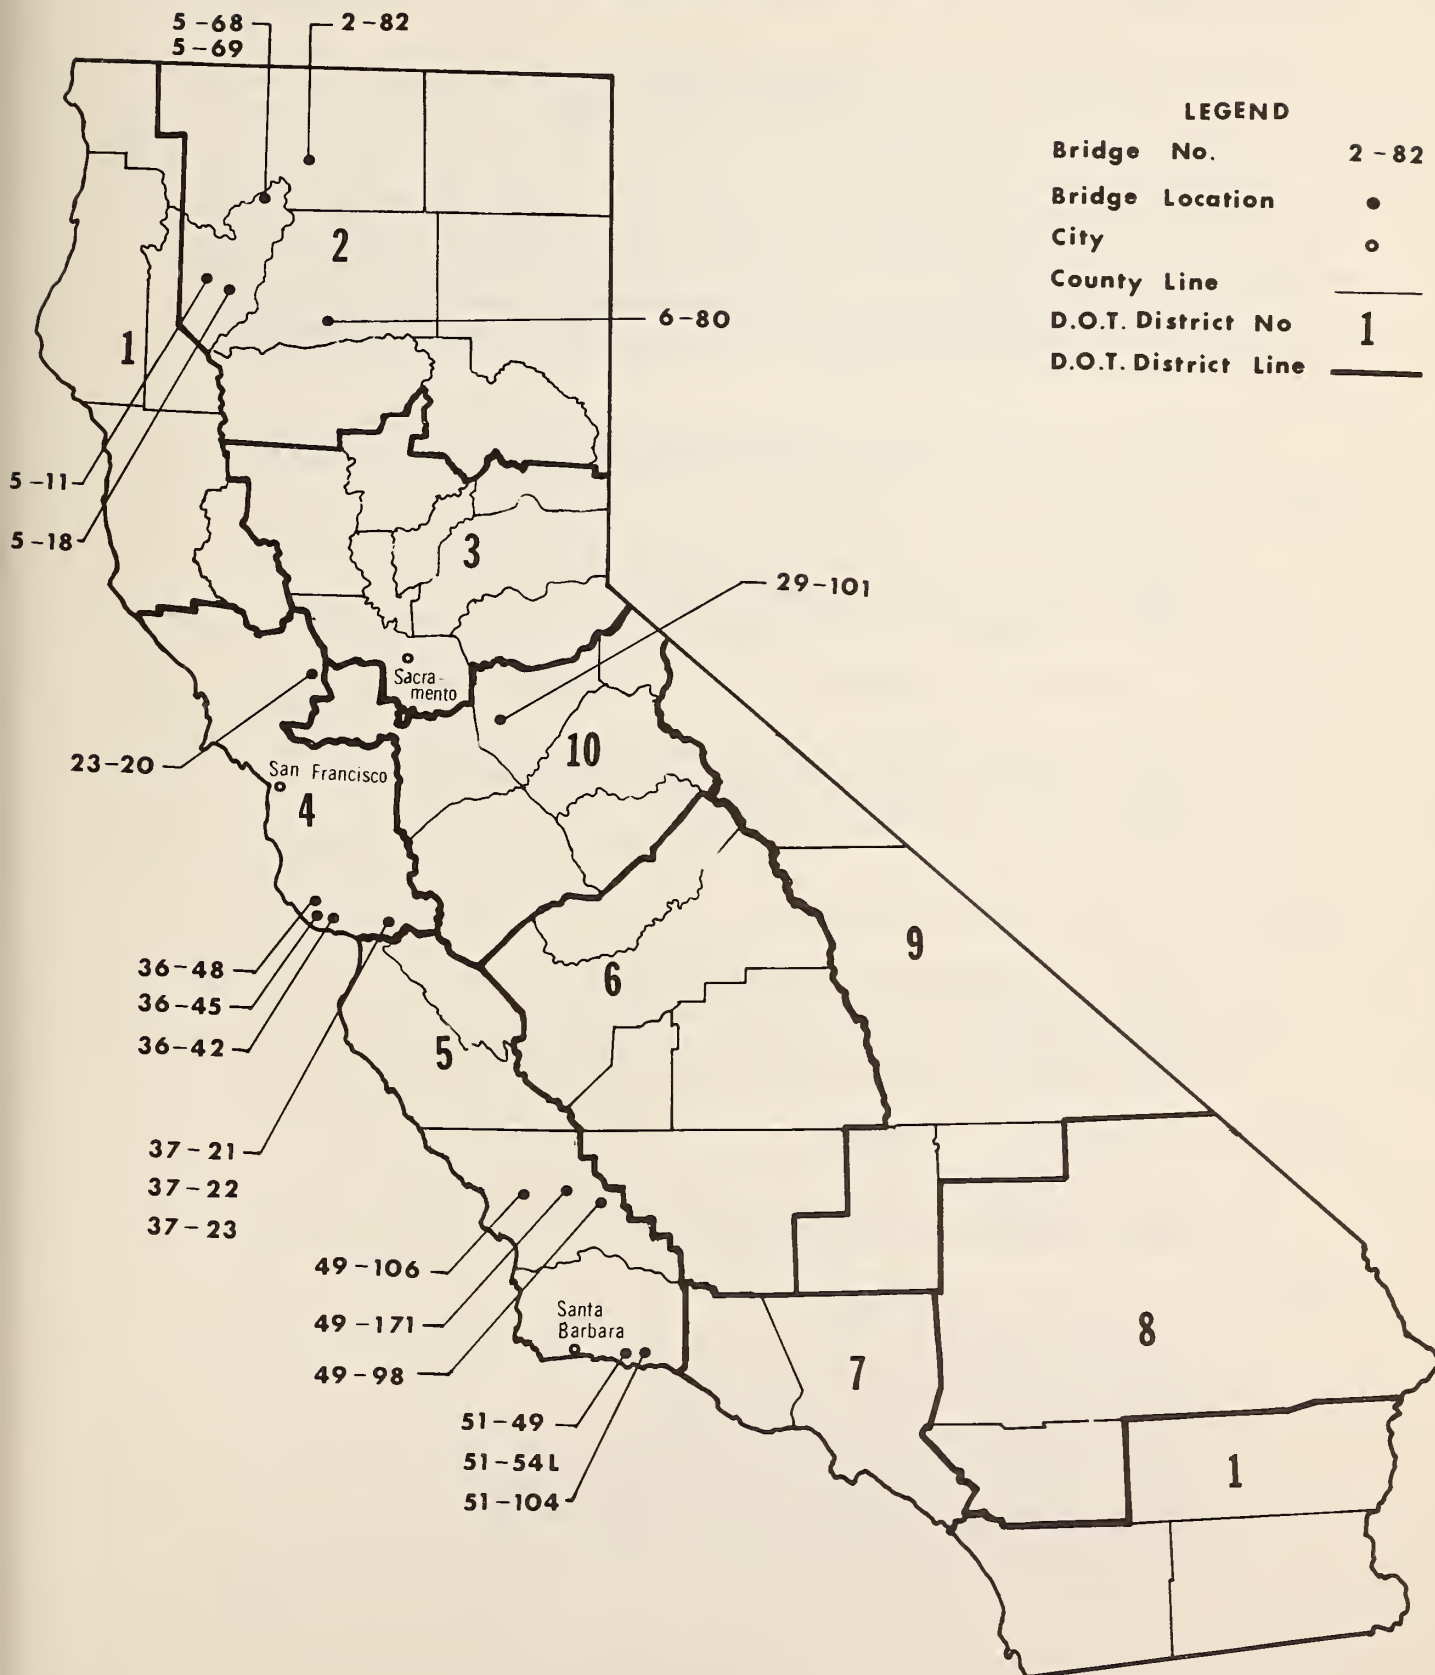 5-68
5-69
2-82
LEGEND
Bridge No. 2-82
Bridge Location
City
County Line
D.O.T. District No 1
D.O.T. District Line
2
6-80
1
5-11
5-18
3
29-101
Sacra-
mento
23-20
10
San Francisco
4
36-48
36-45
36-42
9
6
5
37-21
37-22
37-23
49-106
49-171
49-98
Santa
Barbara
8
7
51-49
51-54L
51-104
1